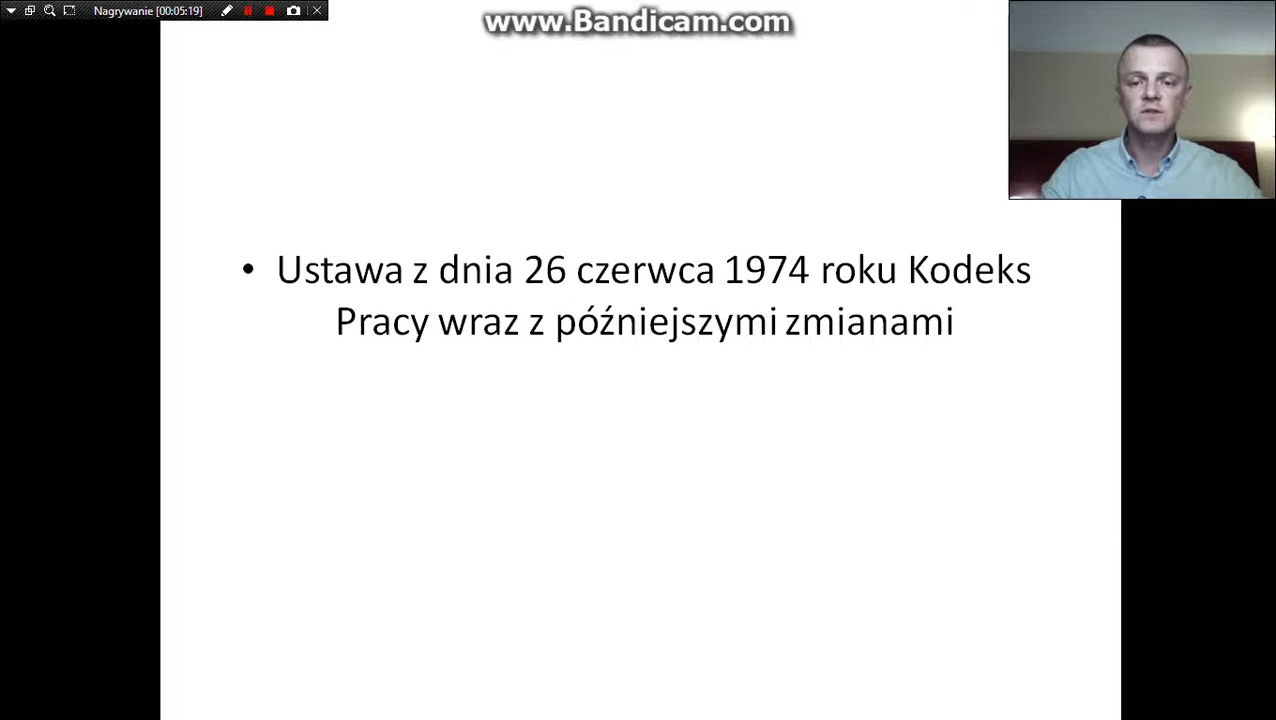 Nagrywanie [00:05:19]
www.Bandicam.com
• Ustawa z dnia 26 czerwca 1974 roku Kodeks
Pracy wraz z późniejszymi zmianami